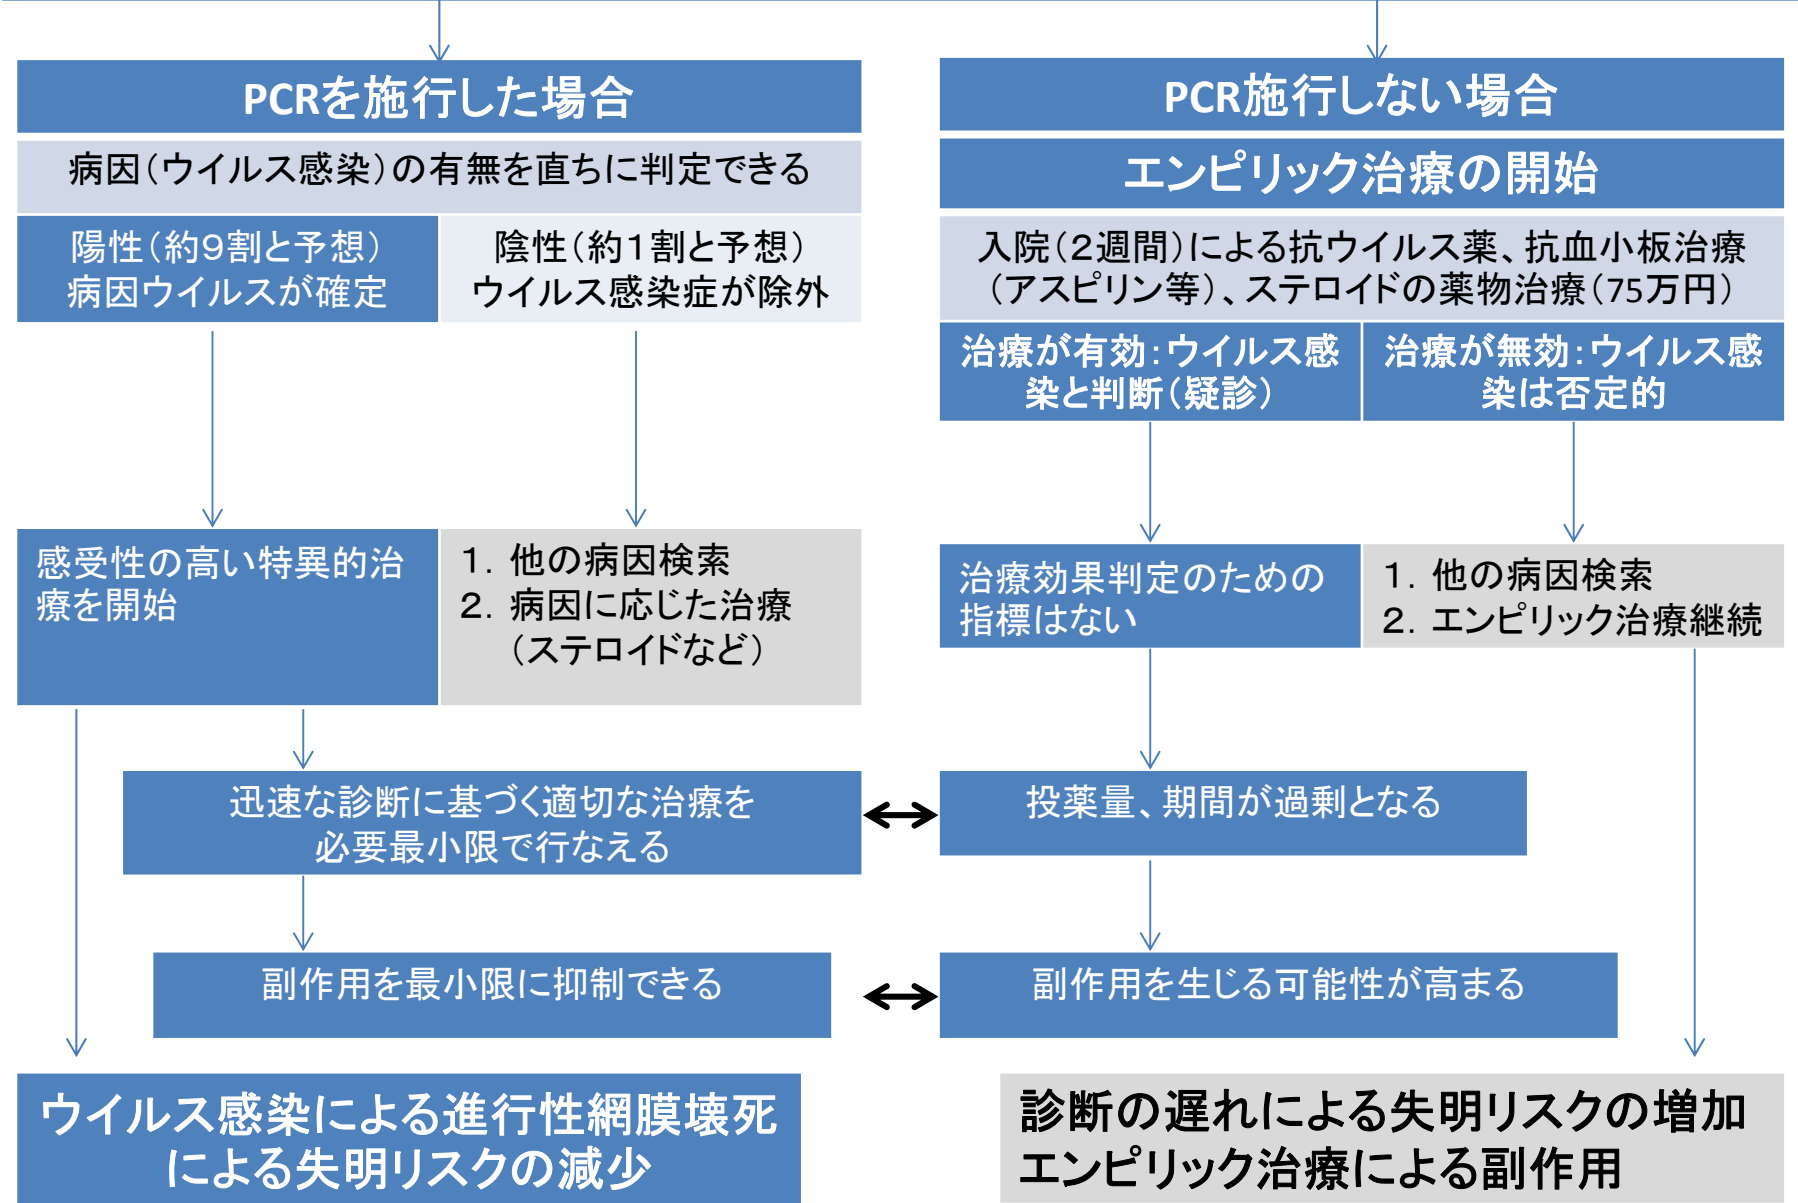 PCRを施行した場合
病因（ウイルス感染）の有無を直ちに判定できる
陽性（約９割と予想）
病因ウイルスが確定
陰性（約１割と予想）
ウイルス感染症が除外
感受性の高い特異的治
療を開始
１．他の病因検索
２．病因に応じた治療
（ステロイドなど）
迅速な診断に基づく適切な治療を
必要最小限で行なえる
副作用を最小限に抑制できる
ウイルス感染による進行性網膜壊死
による失明リスクの減少
PCR施行しない場合
エンピリック治療の開始
入院（２週間）による抗ウイルス薬、抗血小板治療
（アスピリン等）、ステロイドの薬物治療（75万円）
治療が有効：ウイルス感
染と判断（疑診）
治療が無効：ウイルス感
染は否定的
治療効果判定のための
指標はない
１．他の病因検索
２．エンピリック治療継続
投薬量、期間が過剰となる
副作用を生じる可能性が高まる
診断の遅れによる失明リスクの増加
エンピリック治療による副作用